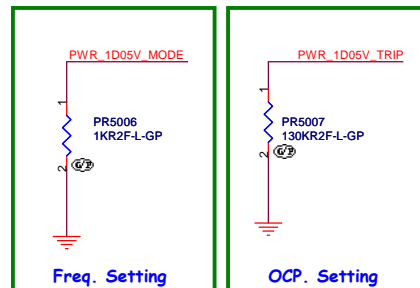 PWR_1D05V_MODE
1
PR5006
1KR2F-L-GP
2
G/P
Freq. Setting
PWR_1D05V_TRIP
1
PR5007
130KR2F-L-GP
2
G/P
OCP. Setting